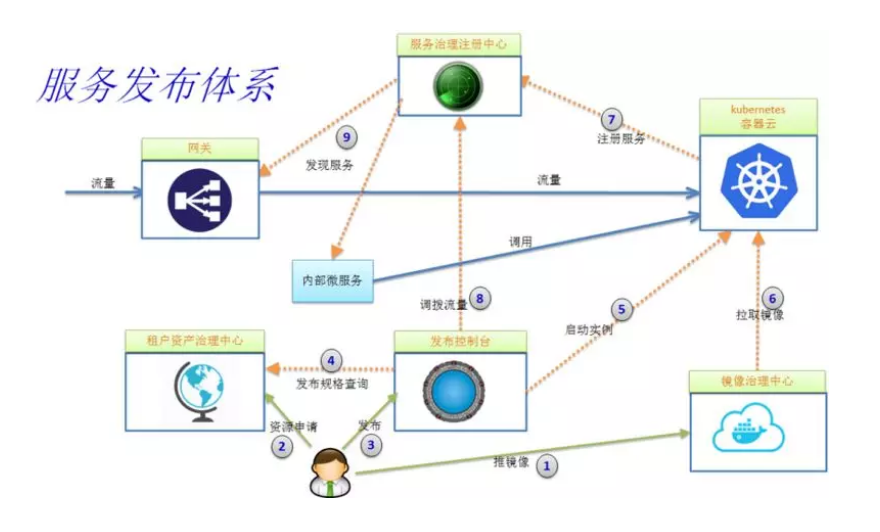 服务发布体系
服务治理注册中心
kubernetes
容器云
7
注册服务
9
发现服务
网关
流量
流量
调用
内部微服务
调拨流量
8
5
启动实例
6
拉取镜像
租户资产治理中心
发布控制台
4
发布规格查询
镜像治理中心
资源申请
2
发布
3
推镜像
1